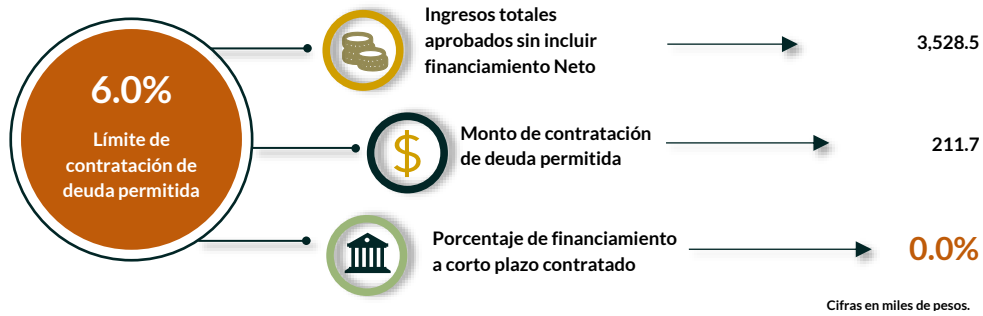 6.0%
Límite de
contratación de
deuda permitida
Ingresos totales
aprobados sin incluir
financiamiento Neto
3,528.5
$
Monto de contratación
de deuda permitida
211.7
Porcentaje de financiamiento
a corto plazo contratado
0.0%
Cifras en miles de pesos.